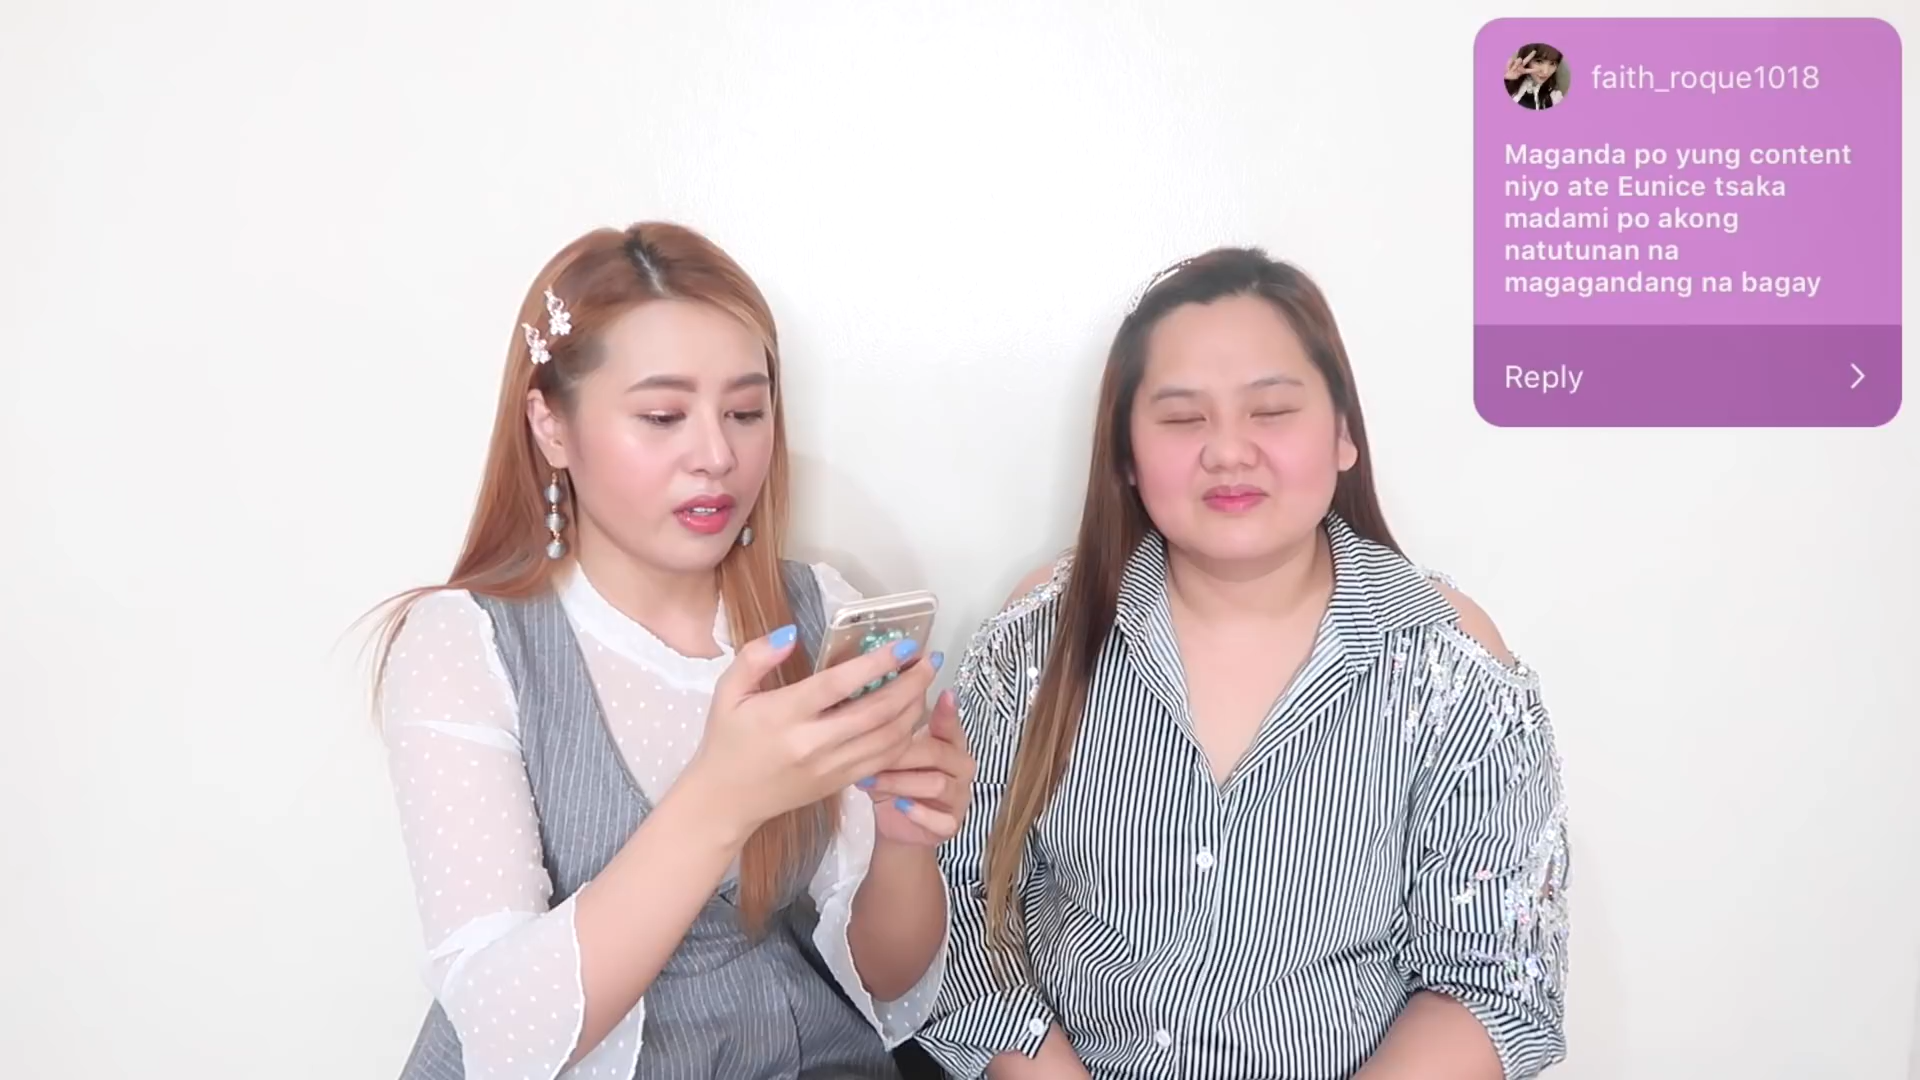 faith_roque1018
Maganda po yung content
niyo ate Eunice tsaka
madami po akong
natutunan na
magagandang na bagay
Reply